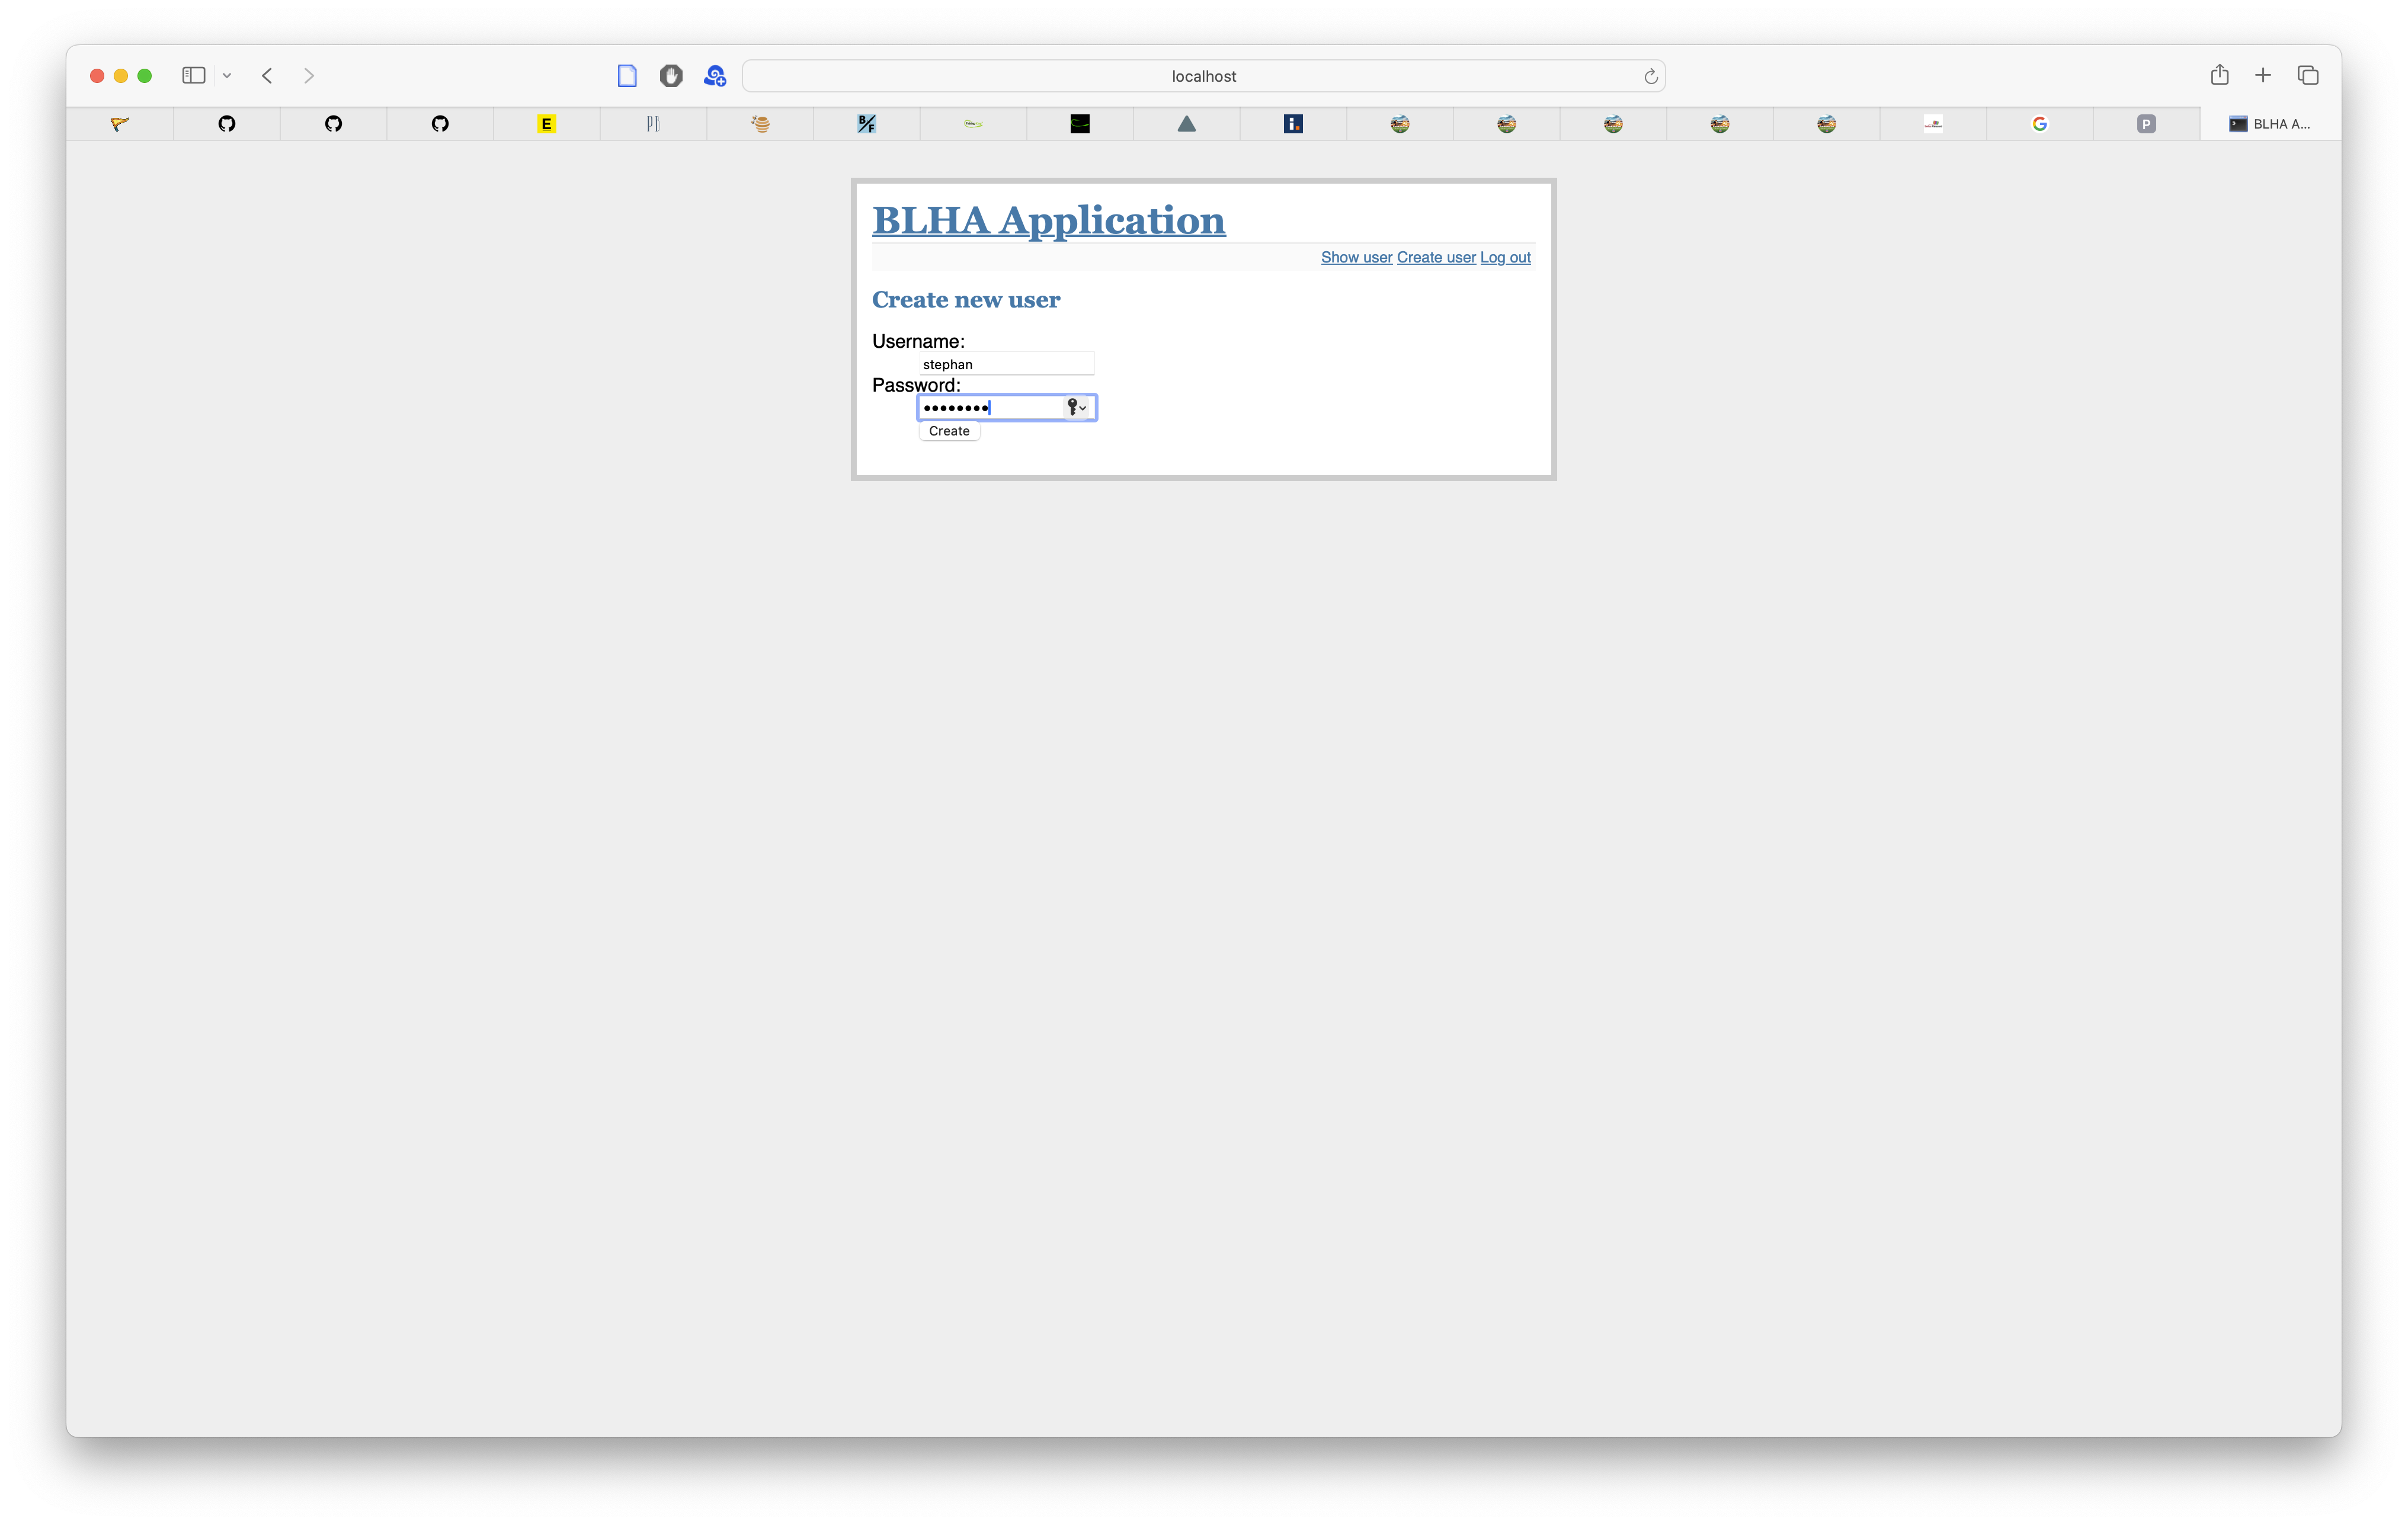 localhost
E
B/F
i.
P
BLHA A...
BLHA Application
Show user Create user Log out
Create new user
Username:
stephan
Password:
••••••••
Create